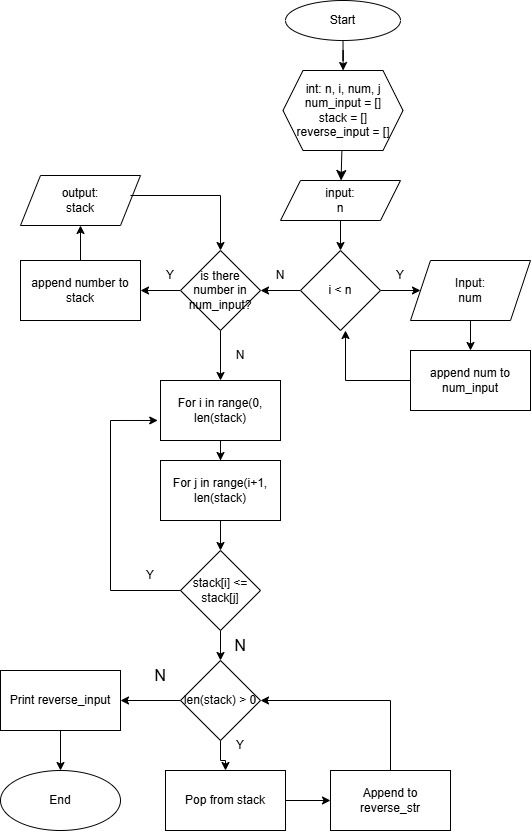 Start
int: n, i, num, j
num_input = []
stack = []
reverse_input = []
input:
n
output:
stack
append number to
stack
Y
is there
number in
num_input?
N
i < n
Y
Input:
num
append num to
num_input
N
For i in range(0,
len(stack)
For j in range(i+1,
len(stack)
Y
stack[i] <=
stack[j]
N
N
len(stack) > 0
Print reverse_input
Y
End
Pop from stack
Append to
reverse_str